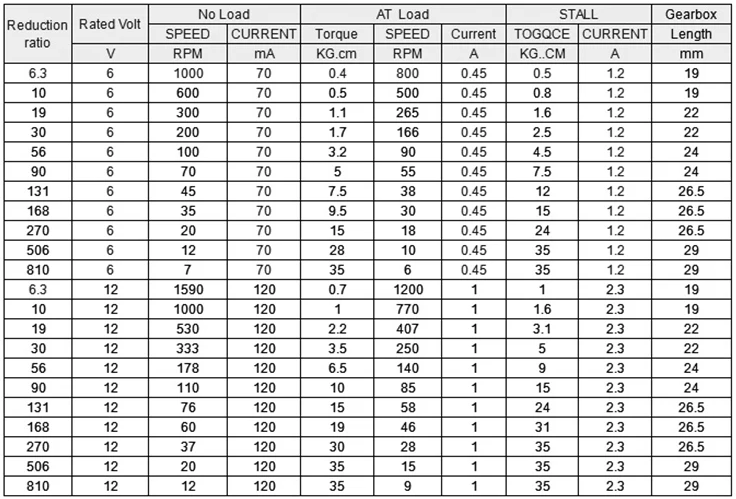 Reduction ratio Rated Volt No Load AT Load STALL Gearbox
SPEED CURRENT Torque SPEED Current TOGQCE CURRENT Length
V RPM mA KG.cm RPM A KG..CM A mm
6.3 6 1000 70 0.4 800 0.45 0.5 1.2 19
10 6 600 70 0.5 500 0.45 0.8 1.2 19
19 6 300 70 1.1 265 0.45 1.6 1.2 22
30 6 200 70 1.7 166 0.45 2.5 1.2 22
56 6 100 70 3.2 90 0.45 4.5 1.2 24
90 6 70 70 5 55 0.45 7.5 1.2 24
131 6 45 70 7.5 38 0.45 12 1.2 26.5
168 6 35 70 9.5 30 0.45 15 1.2 26.5
270 6 20 70 15 18 0.45 24 1.2 26.5
506 6 12 70 28 10 0.45 35 1.2 29
810 6 7 70 35 6 0.45 35 1.2 29
6.3 12 1590 120 0.7 1200 1 1 2.3 19
10 12 1000 120 1 770 1 1.6 2.3 19
19 12 530 120 2.2 407 1 3.1 2.3 22
30 12 333 120 3.5 250 1 5 2.3 22
56 12 178 120 6.5 140 1 9 2.3 24
90 12 110 120 10 85 1 15 2.3 24
131 12 76 120 15 58 1 24 2.3 26.5
168 12 60 120 19 46 1 31 2.3 26.5
270 12 37 120 30 28 1 35 2.3 26.5
506 12 20 120 35 15 1 35 2.3 29
810 12 12 120 35 9 1 35 2.3 29